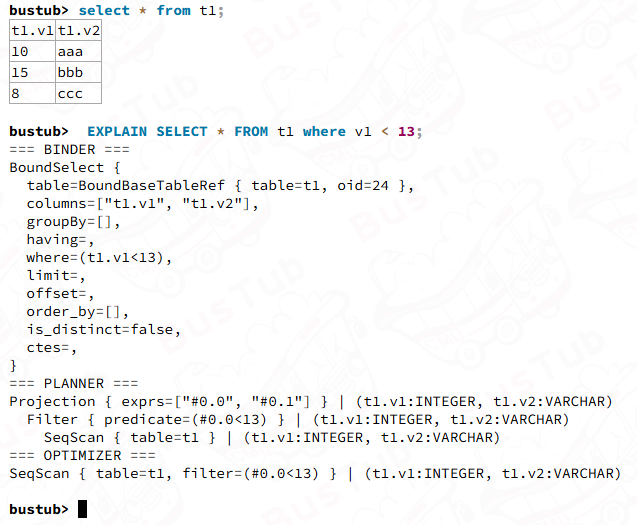 bustub> select * from t1;
t1.v1 t1.v2
10 aaa
15 bbb
8 ccc
bustub>  EXPLAIN SELECT * FROM t1 where v1 < 13;
=== BINDER ===
BoundSelect {
  table=BoundBaseTableRef { table=t1, oid=24 },
  columns=["t1.v1", "t1.v2"],
  groupBy=[],
  having=,
  where=(t1.v1<13),
  limit=,
  offset=,
  order_by=[],
  is_distinct=false,
  ctes=,
}
=== PLANNER ===
Projection { exprs=["#0.0", "#0.1"] } | (t1.v1:INTEGER, t1.v2:VARCHAR)
  Filter { predicate=(#0.0<13) } | (t1.v1:INTEGER, t1.v2:VARCHAR)
    SeqScan { table=t1 } | (t1.v1:INTEGER, t1.v2:VARCHAR)
=== OPTIMIZER ===
SeqScan { table=t1, filter=(#0.0<13) } | (t1.v1:INTEGER, t1.v2:VARCHAR)
bustub>